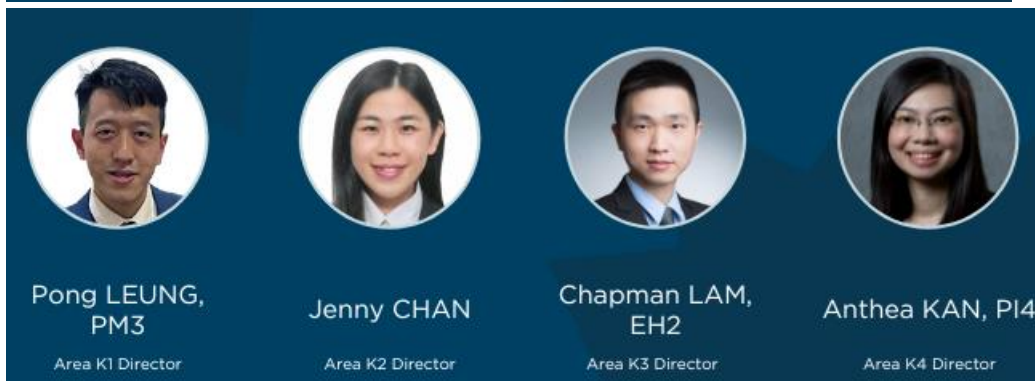 Pong LEUNG,
PM3
Area K1 Director
Jenny CHAN
Area K2 Director
Chapman LAM,
EH2
Area K3 Director
Anthea KAN, PI4
Area K4 Director